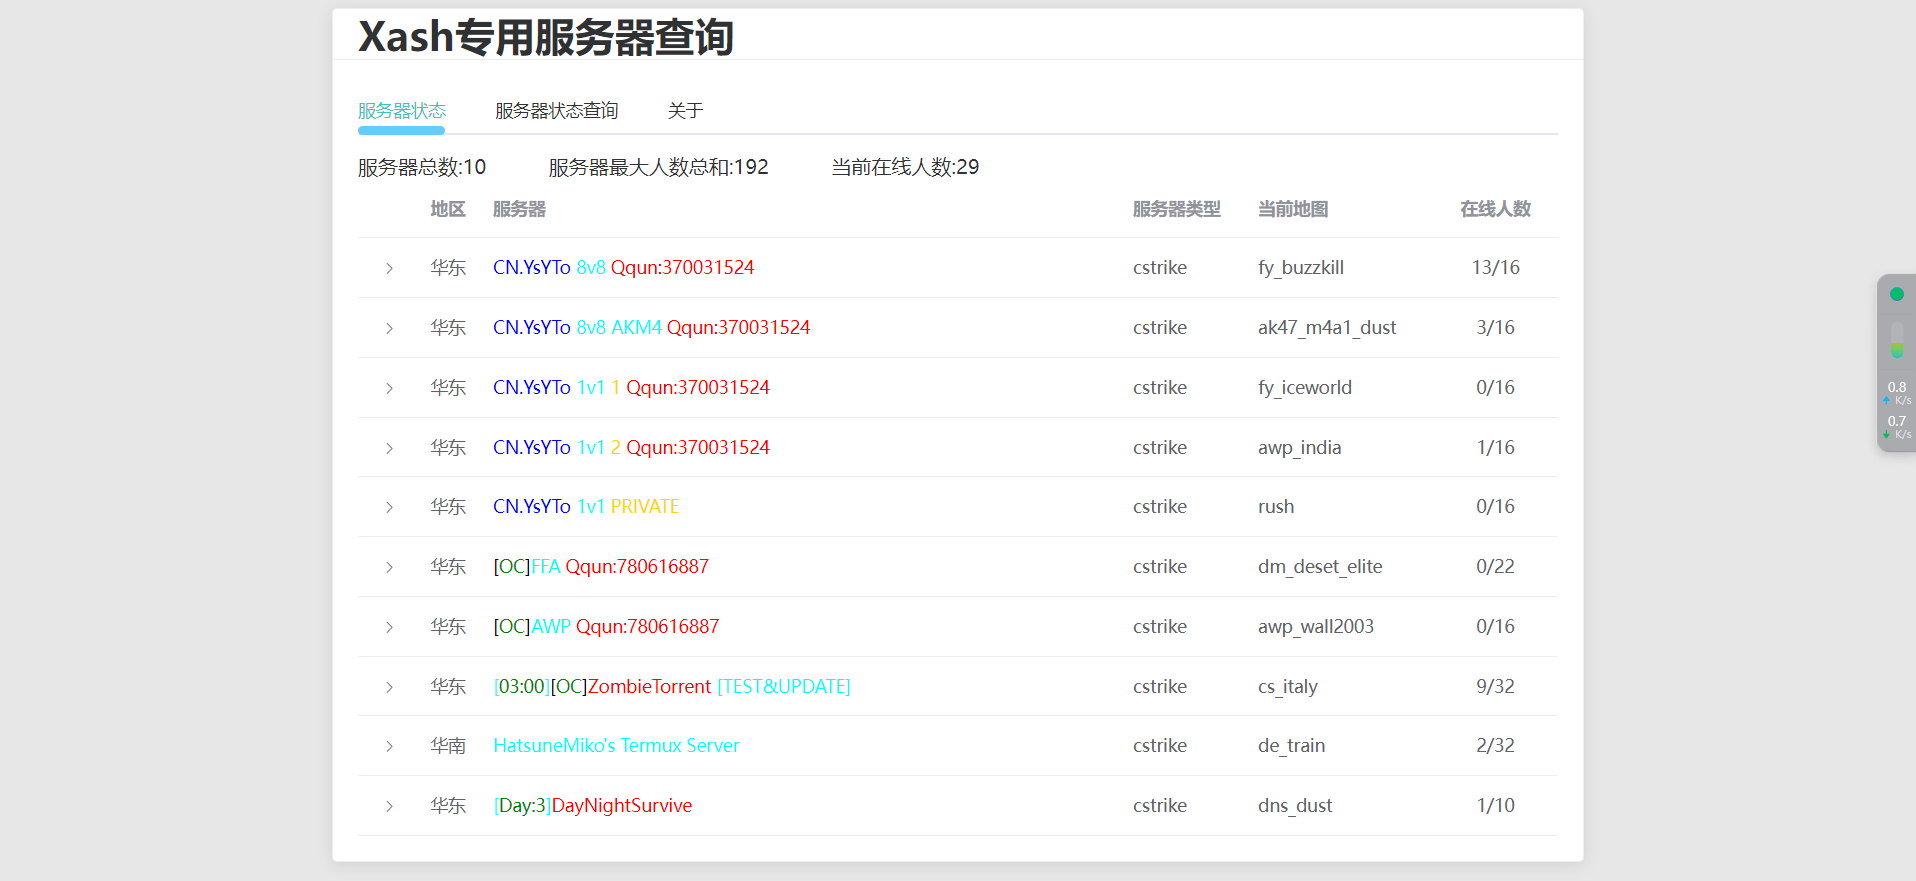 Xash专用服务器查询
服务器状态 服务器状态查询 关于
服务器总数:10 服务器最大人数总和:192 当前在线人数:29
地区 服务器 服务器类型 当前地图 在线人数
华东 CN.YsYTo 8v8 Qqun:370031524 cstrike fy_buzzkill 13/16
华东 CN.YsYTo 8v8 AKM4 Qqun:370031524 cstrike ak47_m4a1_dust 3/16
华东 CN.YsYTo 1v1 1 Qqun:370031524 cstrike fy_iceworld 0/16
华东 CN.YsYTo 1v1 2 Qqun:370031524 cstrike awp_india 1/16
华东 CN.YsYTo 1v1 PRIVATE cstrike rush 0/16
华东 [OC]FFA Qqun:780616887 cstrike dm_deset_elite 0/22
华东 [OC]AWP Qqun:780616887 cstrike awp_wall2003 0/16
华东 [03:00][OC]ZombieTorrent [TEST&UPDATE] cstrike cs_italy 9/32
华南 HatsuneMiko's Termux Server cstrike de_train 2/32
华东 [Day:3]DayNightSurvive cstrike dns_dust 1/10
0.8
K/s
0.7
K/s